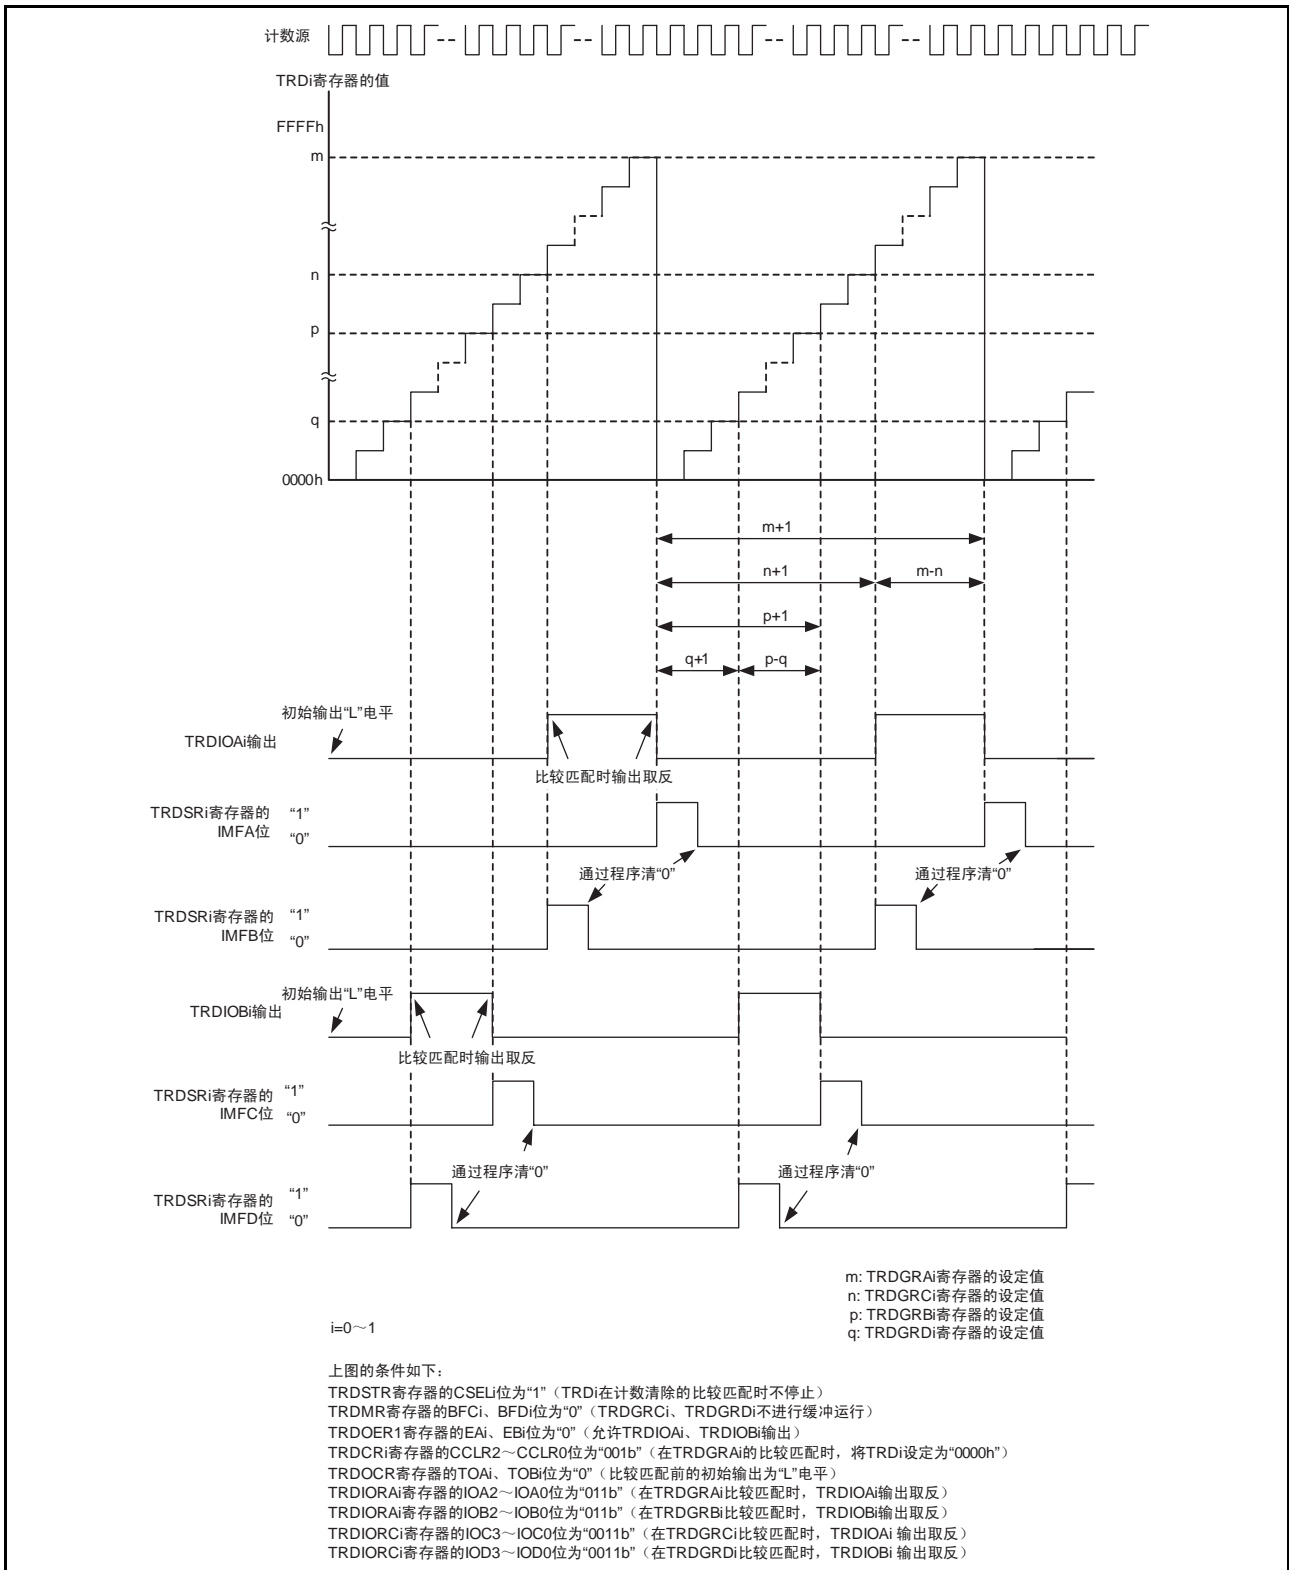 计数源
TRDi寄存器的值
FFFFh
m
n
p
q
0000h
m+1
n+1
m-n
p+1
q+1
p-q
初始输出“L”电平
TRDIOAi输出
比较匹配时输出取反
TRDSRi寄存器的
IMFA位
“1”
“0”
通过程序清“0”
通过程序清“0”
TRDSRi寄存器的
IMFB位
“1”
“0”
初始输出“L”电平
TRDIOBi输出
比较匹配时输出取反
TRDSRi寄存器的
IMFC位
“1”
“0”
通过程序清“0”
通过程序清“0”
TRDSRi寄存器的
IMFD位
“1”
“0”
m: TRDGRAi寄存器的设定值
n: TRDGRCi寄存器的设定值
p: TRDGRBi寄存器的设定值
q: TRDGRDi寄存器的设定值
i=0～1
上图的条件如下：
TRDSTR寄存器的CSELi位为“1”（TRDi在计数清除的比较匹配时不停止）
TRDMR寄存器的BFCi、BFDi位为“0”（TRDGRCi、TRDGRDi不进行缓冲运行）
TRDOER1寄存器的EAi、EBi位为“0”（允许TRDIOAi、TRDIOBi输出）
TRDCRi寄存器的CCLR2～CCLR0位为“001b”（在TRDGRAi的比较匹配时，将TRDi设定为“0000h”）
TRDOCR寄存器的TOAi、TOBi位为“0”（比较匹配前的初始输出为“L”电平）
TRDIORAi寄存器的IOA2～IOA0位为“011b”（在TRDGRAi比较匹配时，TRDIOAi输出取反）
TRDIORAi寄存器的IOB2～IOB0位为“011b”（在TRDGRBi比较匹配时，TRDIOBi输出取反）
TRDIORCi寄存器的IOC3～IOC0位为“0011b”（在TRDGRCi比较匹配时，TRDIOAi 输出取反）
TRDIORCi寄存器的IOD3～IOD0位为“0011b”（在TRDGRDi比较匹配时，TRDIOBi 输出取反）